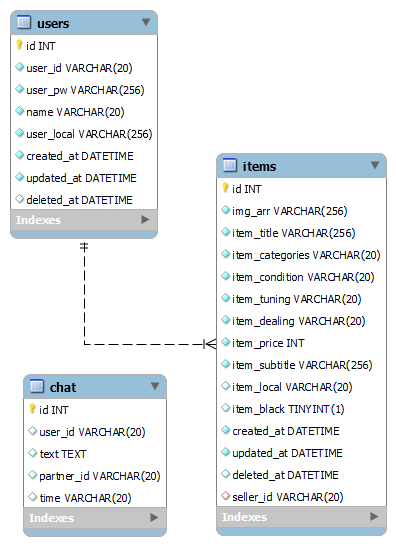 users
id INT
user_id VARCHAR(20)
user_pw VARCHAR(256)
name VARCHAR(20)
user_local VARCHAR(256)
created_at DATETIME
updated_at DATETIME
deleted_at DATETIME
Indexes
items
id INT
img_arr VARCHAR(256)
item_title VARCHAR(256)
item_categories VARCHAR(20)
item_condition VARCHAR(20)
item_tuning VARCHAR(20)
item_dealing VARCHAR(20)
item_price INT
item_subtitle VARCHAR(256)
item_local VARCHAR(20)
item_black TINYINT(1)
created_at DATETIME
updated_at DATETIME
deleted_at DATETIME
seller_id VARCHAR(20)
Indexes
chat
id INT
user_id VARCHAR(20)
text TEXT
partner_id VARCHAR(20)
time VARCHAR(20)
Indexes